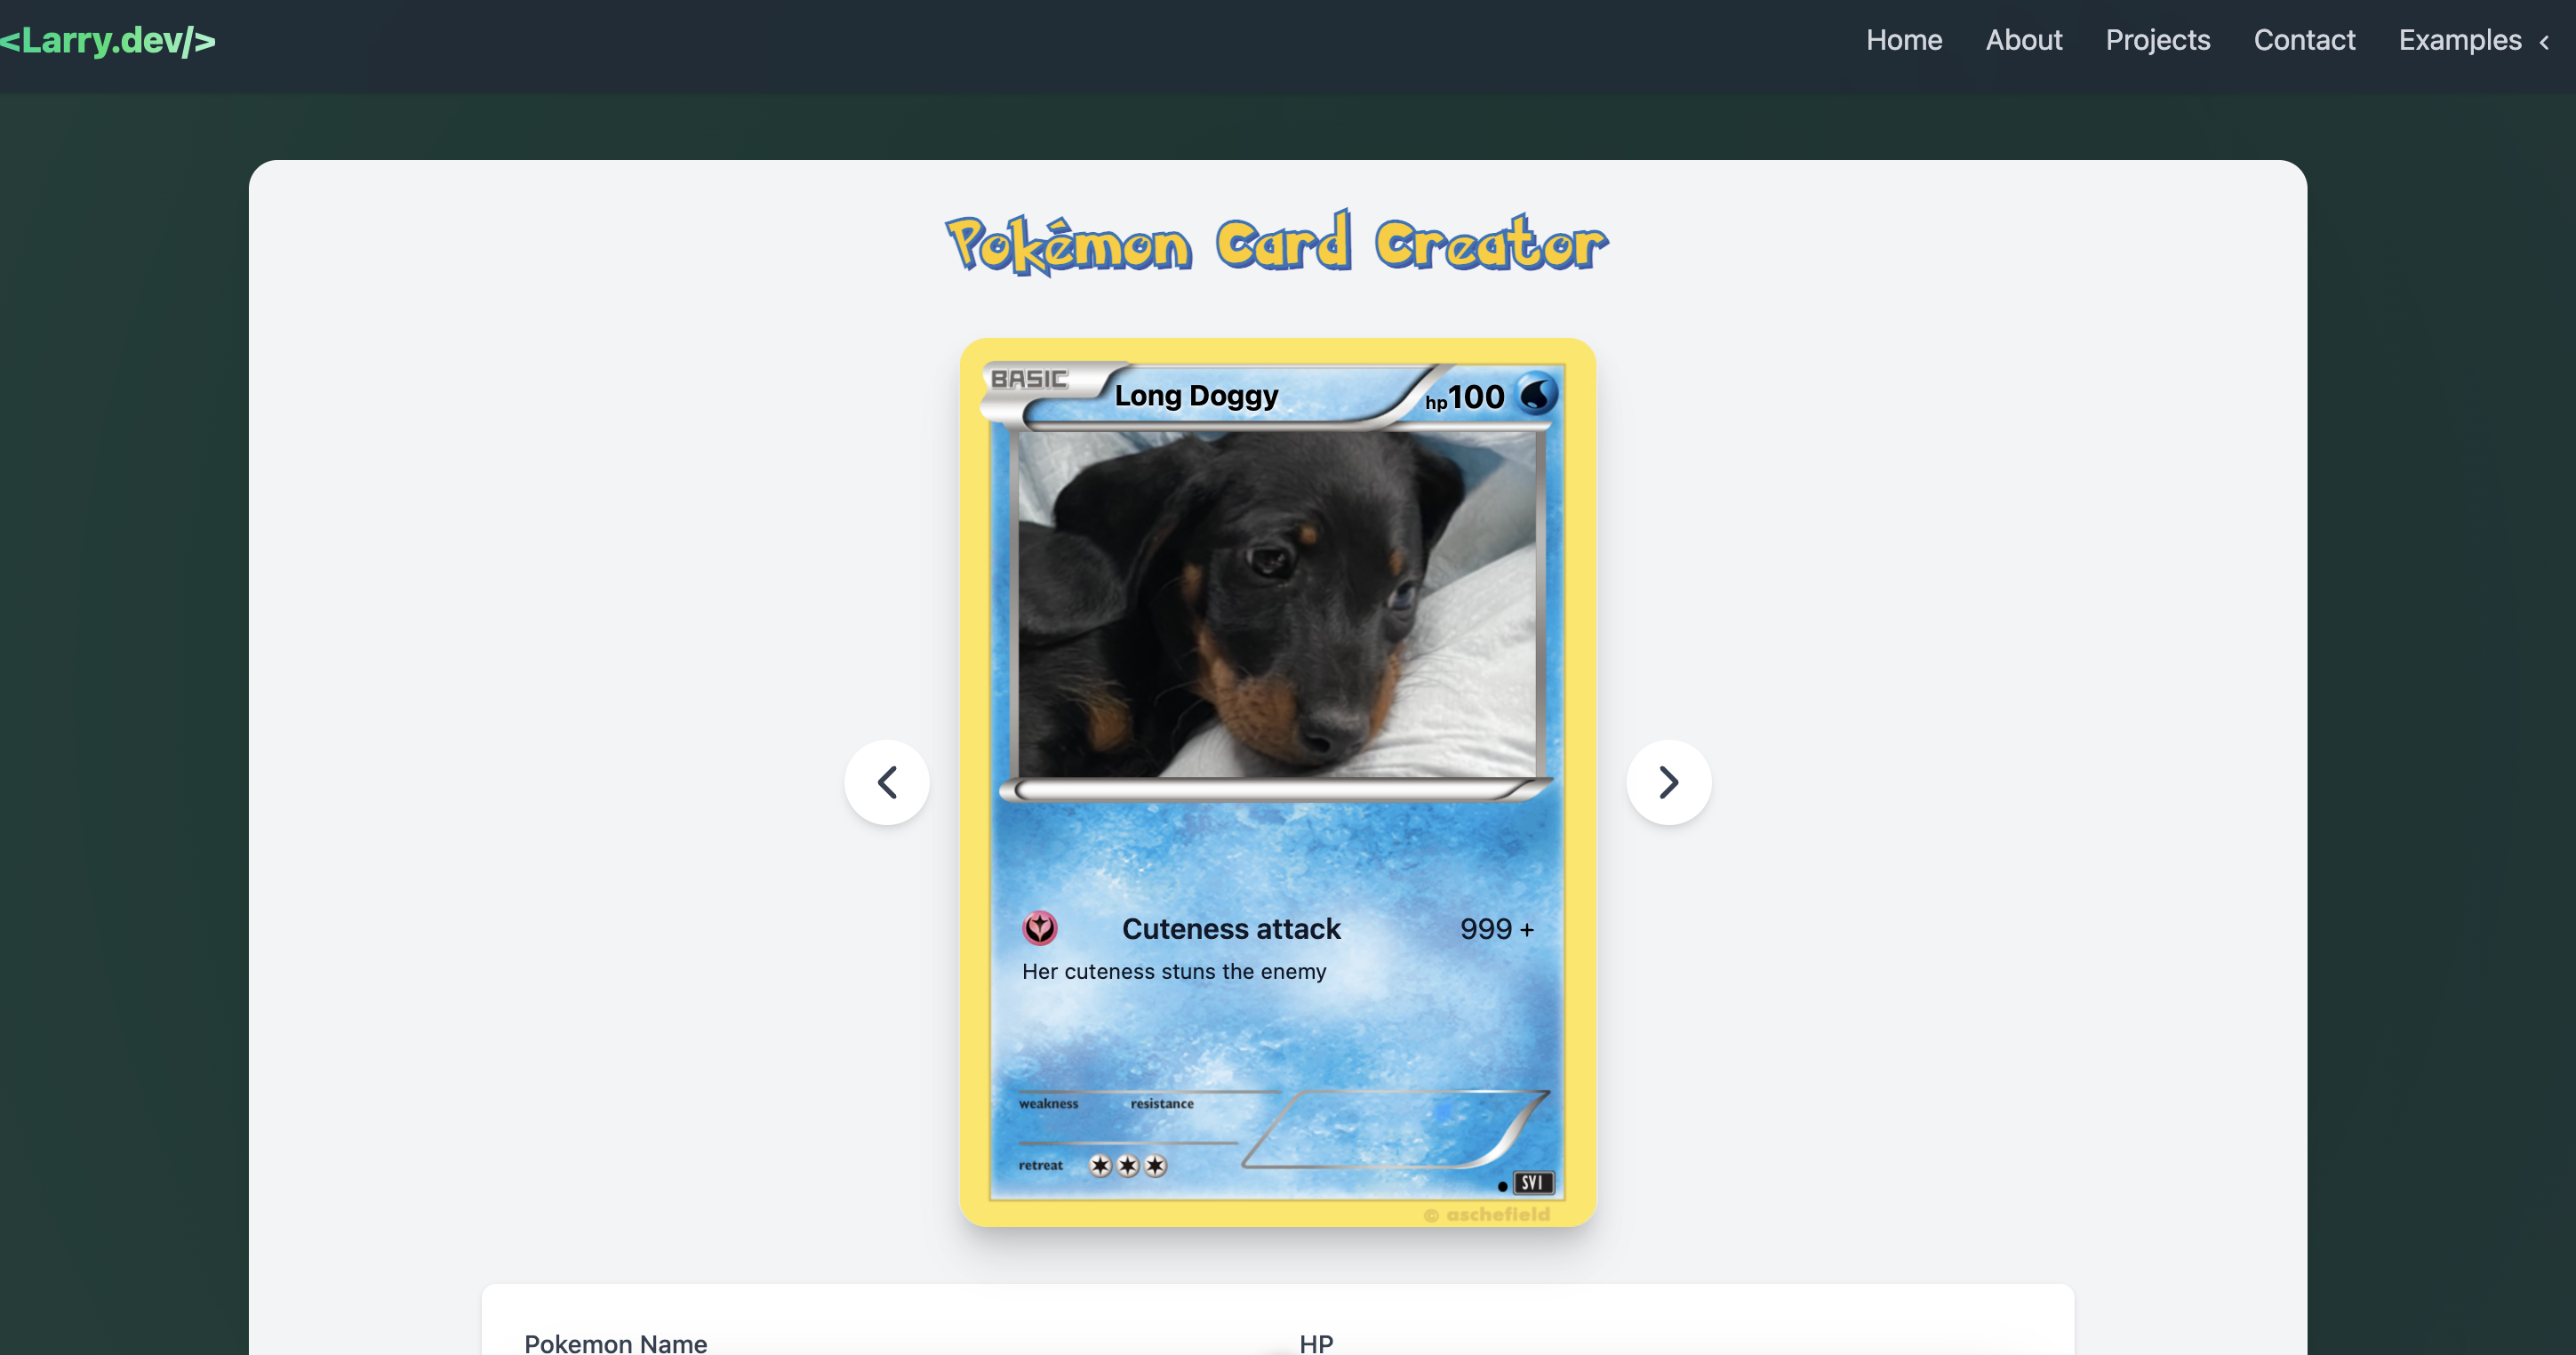 <Larry.dev/>
Home About Projects Contact Examples
Pokémon Card Creator
BASIC
Long Doggy hp100
Cuteness attack 999 +
Her cuteness stuns the enemy
weakness resistance
retreat
SVI
© aschefield
Pokemon Name HP